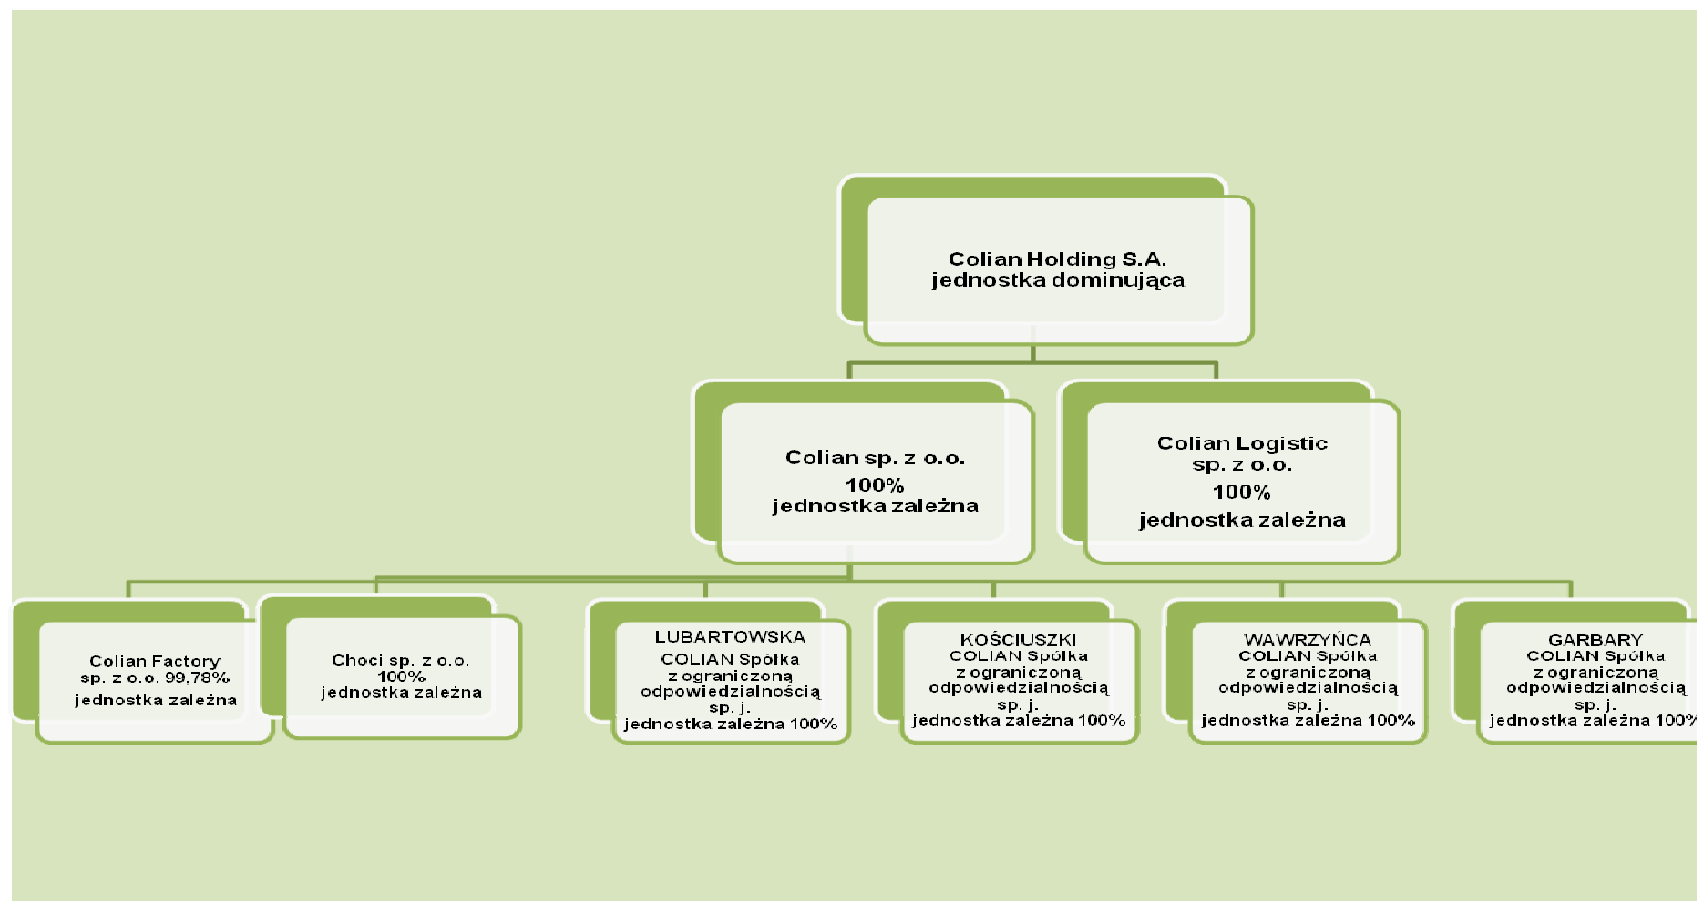 Colian Holding S.A.
jednostka dominująca
Colian sp. z o.o.
100%
jednostka zależna
Colian Logistic
sp. z o.o.
100%
jednostka zależna
Colian Factory
sp. z o.o. 99,78%
jednostka zależna
Choci sp. z o.o.
100%
jednostka zależna
LUBARTOWSKA
COLIAN Spółka
z ograniczoną
odpowiedzialnością
sp. j.
jednostka zależna 100%
KOŚCIUSZKI
COLIAN Spółka
z ograniczoną
odpowiedzialnością
sp. j.
jednostka zależna 100%
WAWRZYŃCA
COLIAN Spółka
z ograniczoną
odpowiedzialnością
sp. j.
jednostka zależna 100%
GARBARY
COLIAN Spółka
z ograniczoną
odpowiedzialnością
sp. j.
jednostka zależna 100%